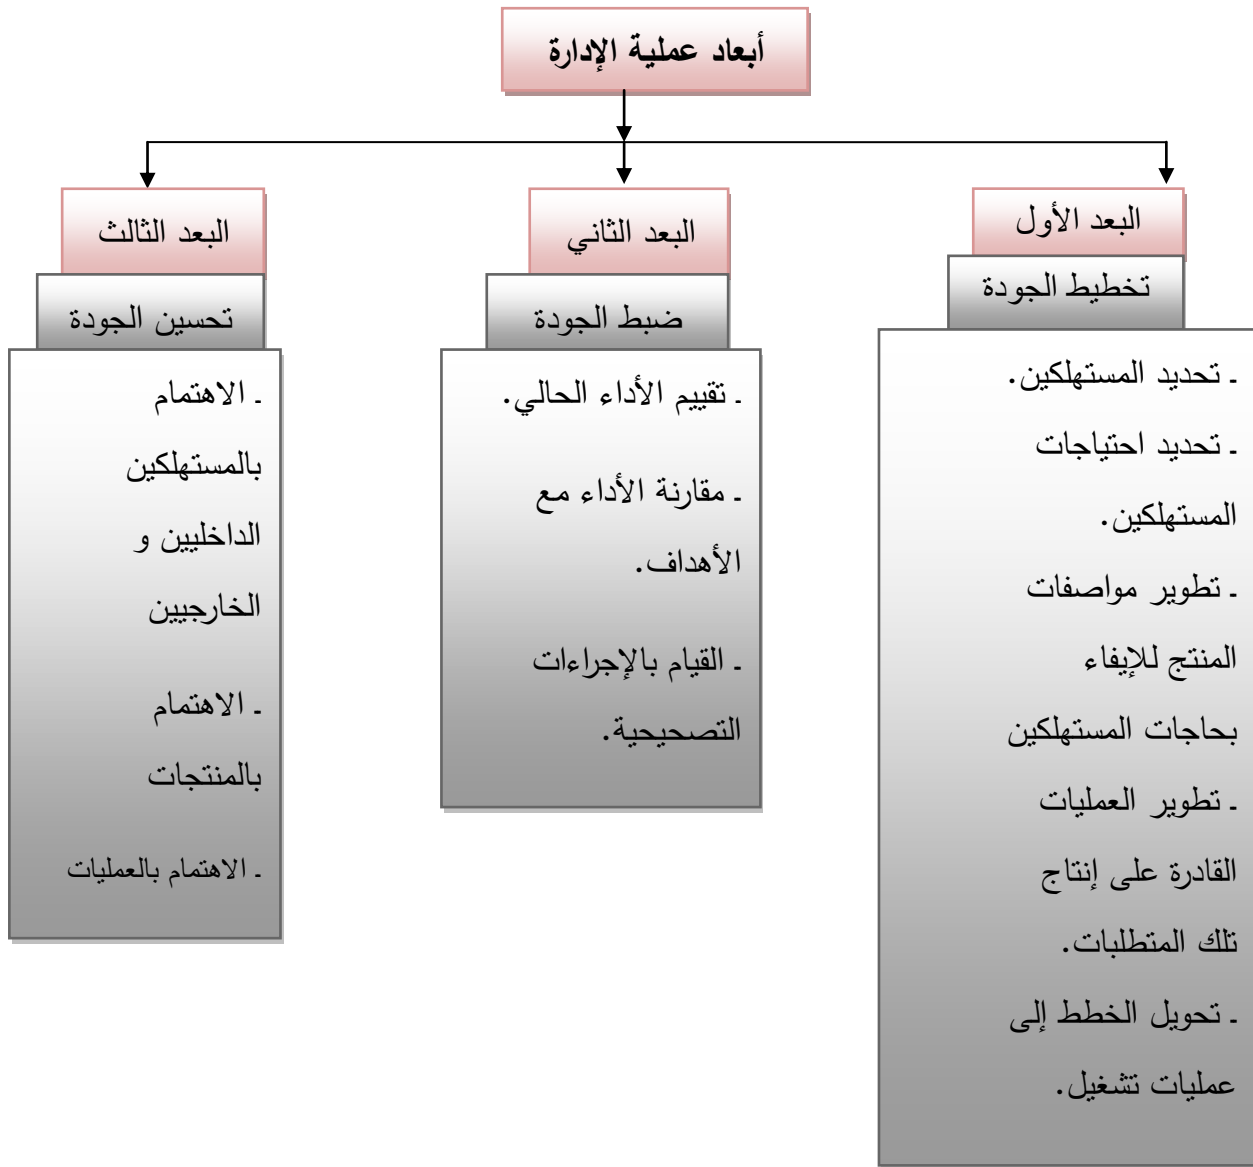 أبعاد عملية الإدارة
البعد الأول
تخطيط الجودة
ـ تحديد المستهلكين.
ـ تحديد احتياجات
المستهلكين.
ـ تطوير مواصفات
المنتج للإيفاء
بحاجات المستهلكين
ـ تطوير العمليات
القادرة على إنتاج
تلك المتطلبات.
ـ تحويل الخطط إلى
عمليات تشغيل.
البعد الثاني
ضبط الجودة
ـ تقييم الأداء الحالي.
ـ مقارنة الأداء مع
الأهداف.
ـ القيام بالإجراءات
التصحيحية.
البعد الثالث
تحسين الجودة
ـ الاهتمام
بالمستهلكين
الداخليين و
الخارجيين
ـ الاهتمام
بالمنتجات
ـ الاهتمام بالعمليات